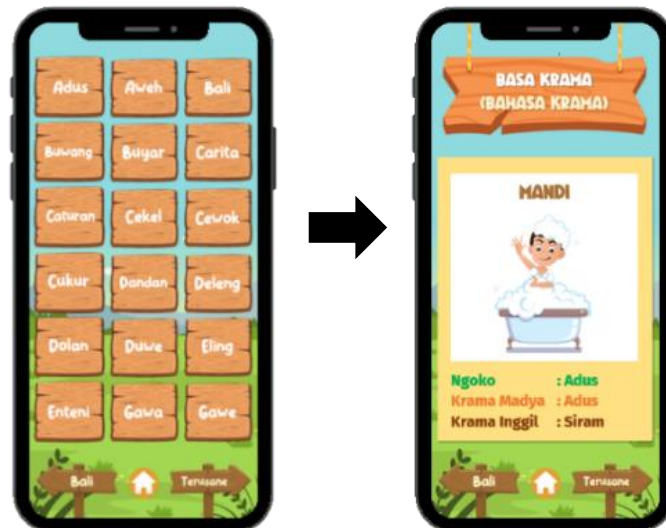 Adus Aweh Bali
Buwang Buyar Carita
Caturan Cekel Cewok
Cukur Dandan Deleng
Dolan Duwe Eling
Enteni Gawa Gawe
Bali Terusane
BASA KRAMA
(BAHASA KRAMA)
MANDI
Ngoko : Adus
Krama Madya : Adus
Krama Inggil : Siram
Bali Terusane